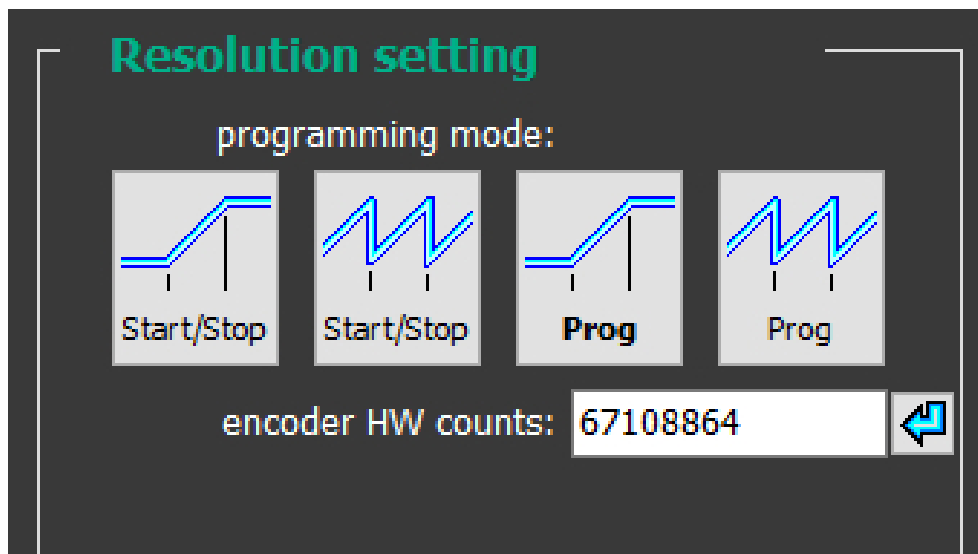 Resolution setting
programming mode:
Start/Stop Start/Stop Prog Prog
encoder HW counts: 67108864